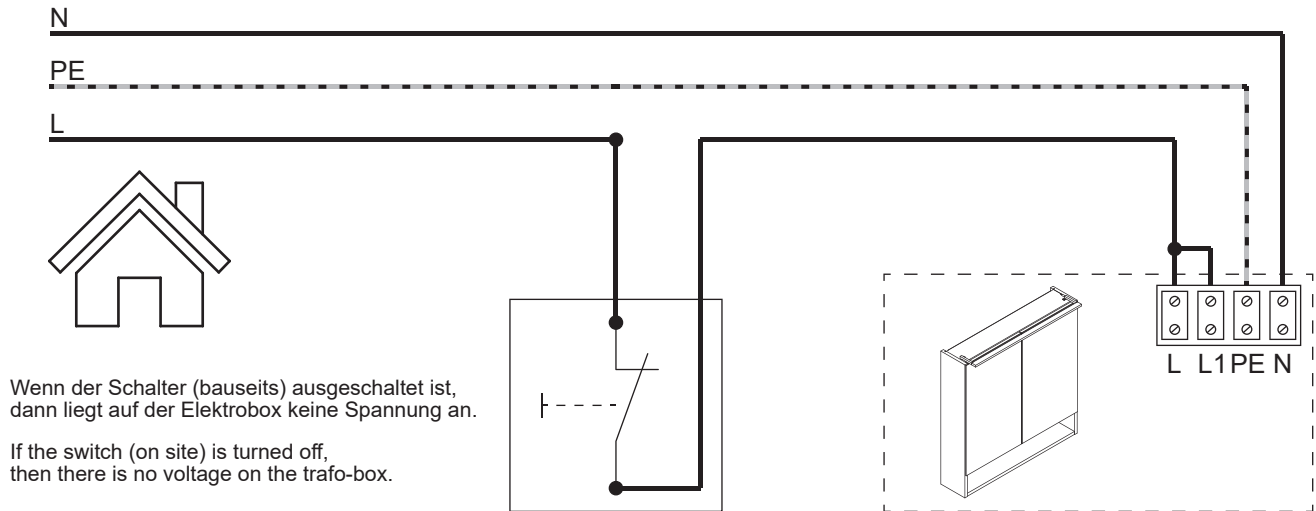 N
PE
L
Wenn der Schalter (bauseits) ausgeschaltet ist,
dann liegt auf der Elektrobox keine Spannung an.
If the switch (on site) is turned off,
then there is no voltage on the trafo-box.
L L1 PE N